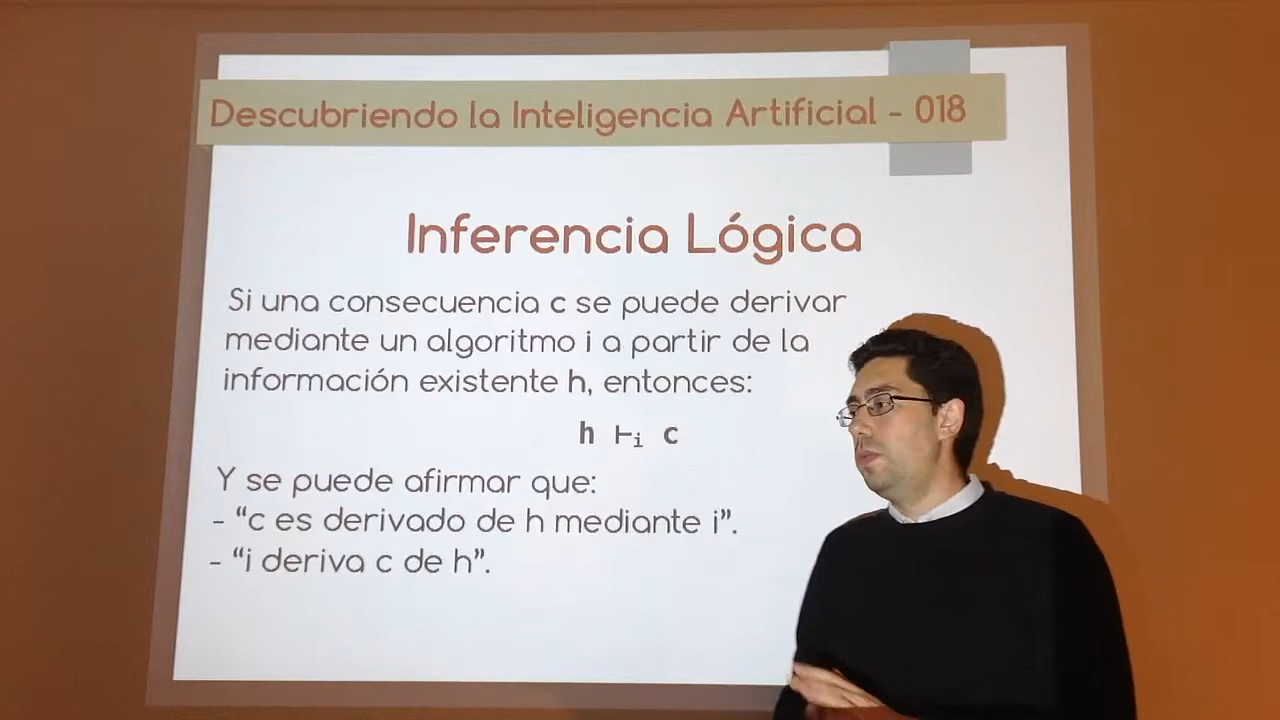 Descubriendo la Inteligencia Artificial - 018
Inferencia Lógica
Si una consecuencia c se puede derivar
mediante un algoritmo i a partir de la
información existente h, entonces:
h ⊢ᵢ c
Y se puede afirmar que:
- “c es derivado de h mediante i”.
- “i deriva c de h”.